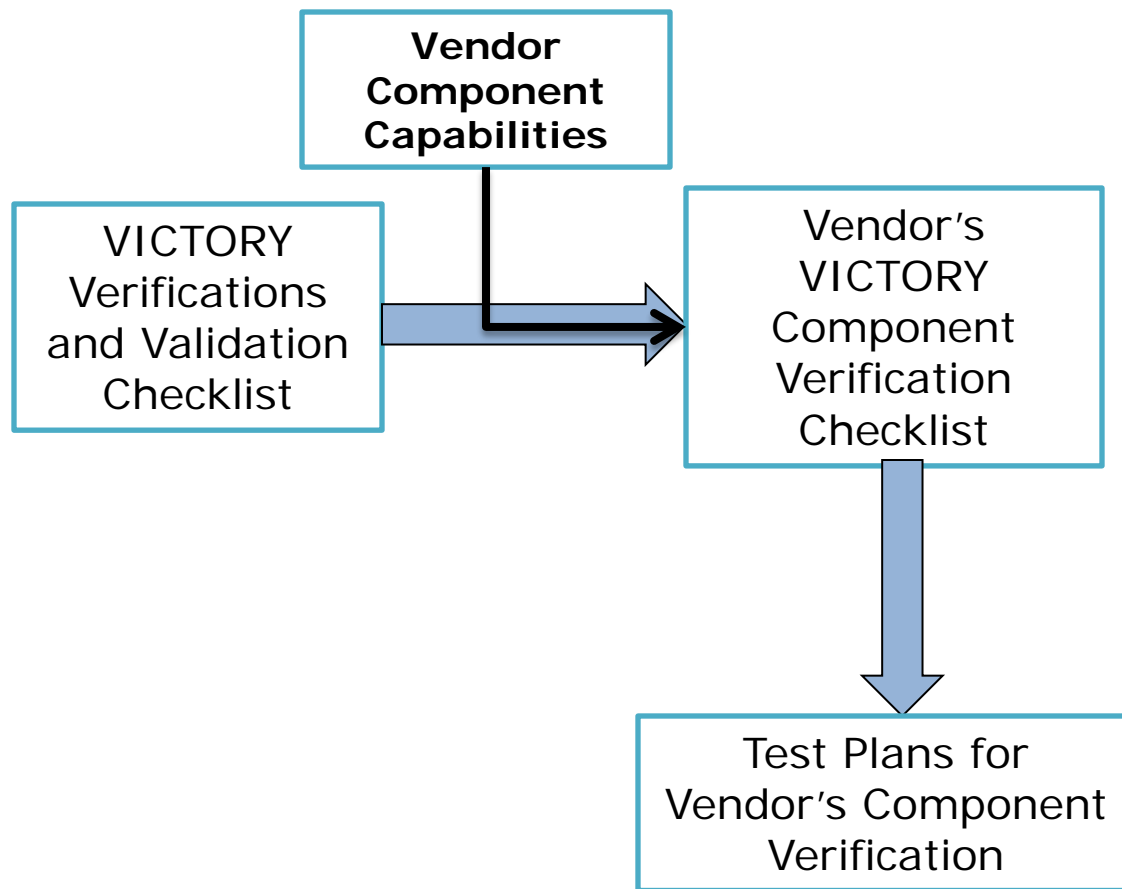 Vendor
Component
Capabilities
VICTORY
Verifications
and Validation
Checklist
Vendor’s
VICTORY
Component
Verification
Checklist
Test Plans for
Vendor’s Component
Verification